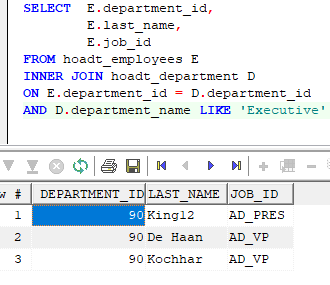 SELECT E.department_id,
E.last_name,
E.job_id
FROM hoadt_employees E
INNER JOIN hoadt_department D
ON E.department_id = D.department_id
AND D.department_name LIKE 'Executive'
w # DEPARTMENT_ID LAST_NAME JOB_ID
1 90 King12 AD_PRES
2 90 De Haan AD_VP
3 90 Kochhar AD_VP